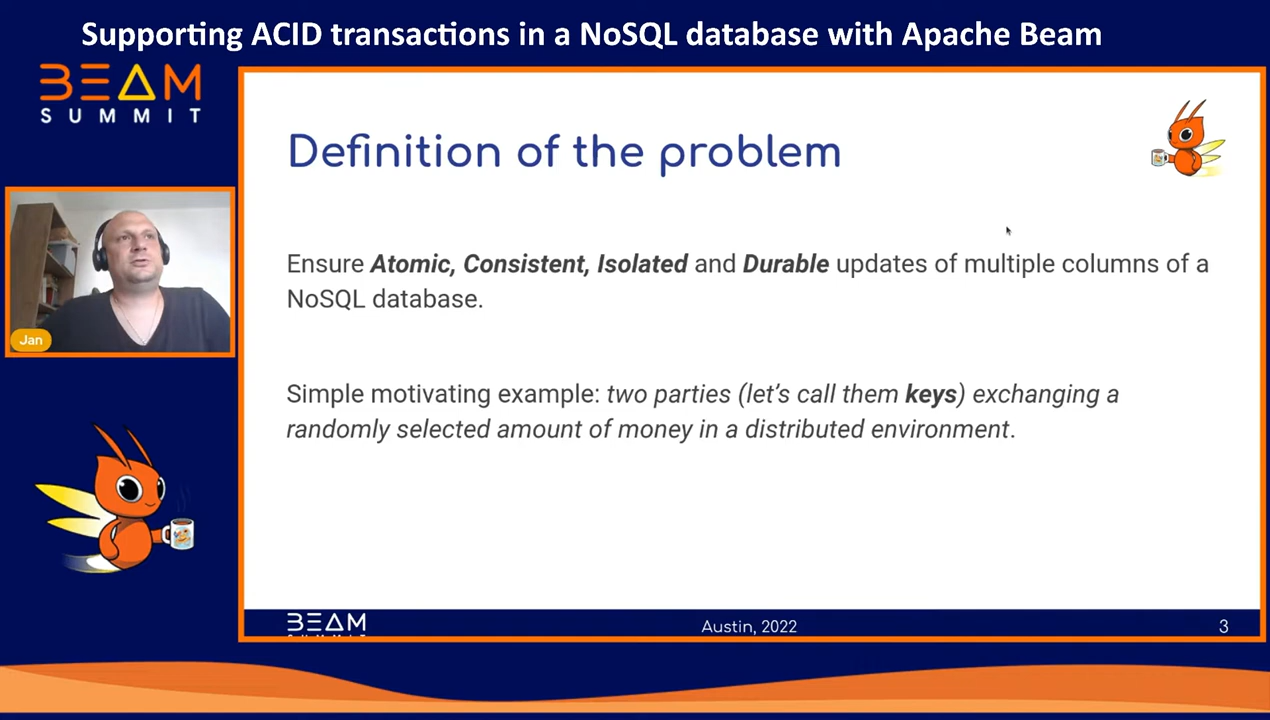 Supporting ACID transactions in a NoSQL database with Apache Beam
BEAM
SUMMIT
Definition of the problem
Ensure Atomic, Consistent, Isolated and Durable updates of multiple columns of a
NoSQL database.
Jan
Simple motivating example: two parties (let's call them keys) exchanging a
randomly selected amount of money in a distributed environment.
BEAM
Austin, 2022
3